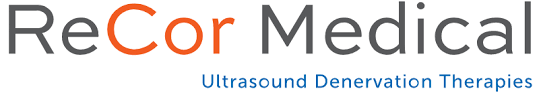 ReCor Medical
Ultrasound Denervation Therapies